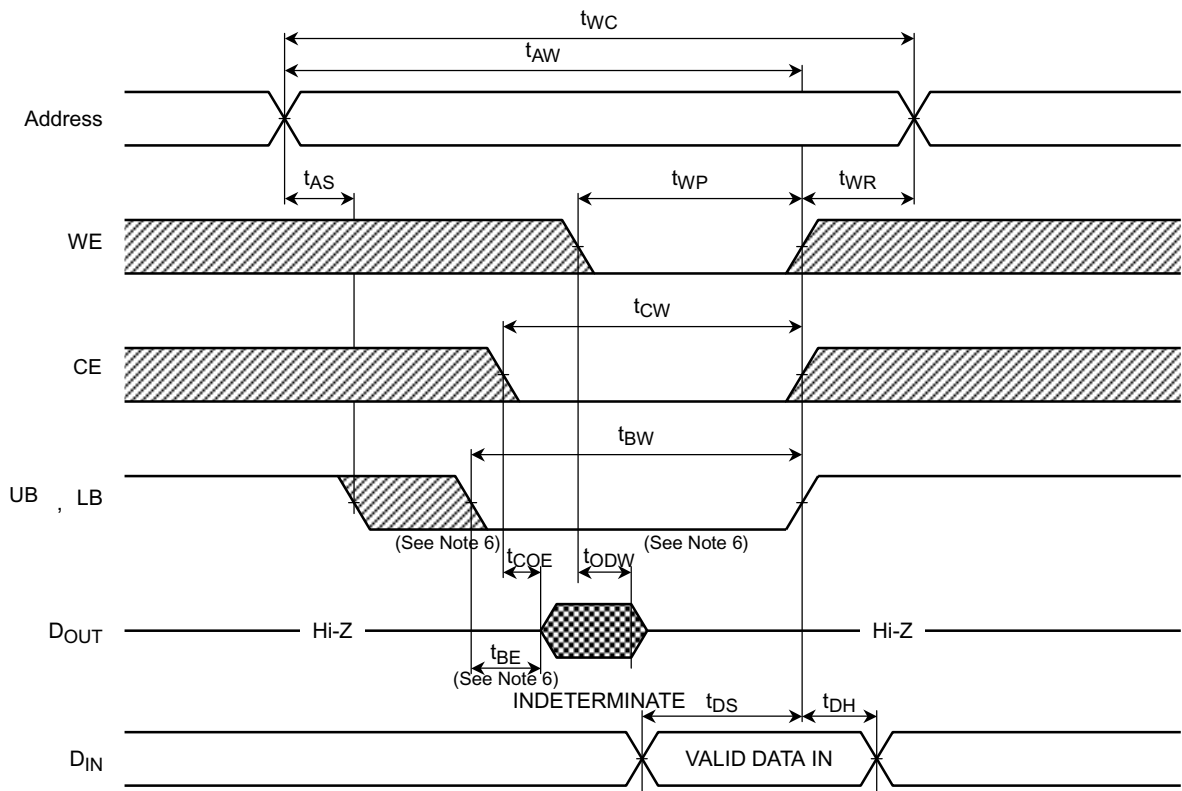 tWC
tAW
Address
tAS
tWP
tWR
WE
tCW
CE
tBW
UB , LB
(See Note 6)
(See Note 6)
tCOE
tODW
DOUT
Hi-Z
Hi-Z
tBE
(See Note 6)
INDETERMINATE
tDS
tDH
DIN
VALID DATA IN